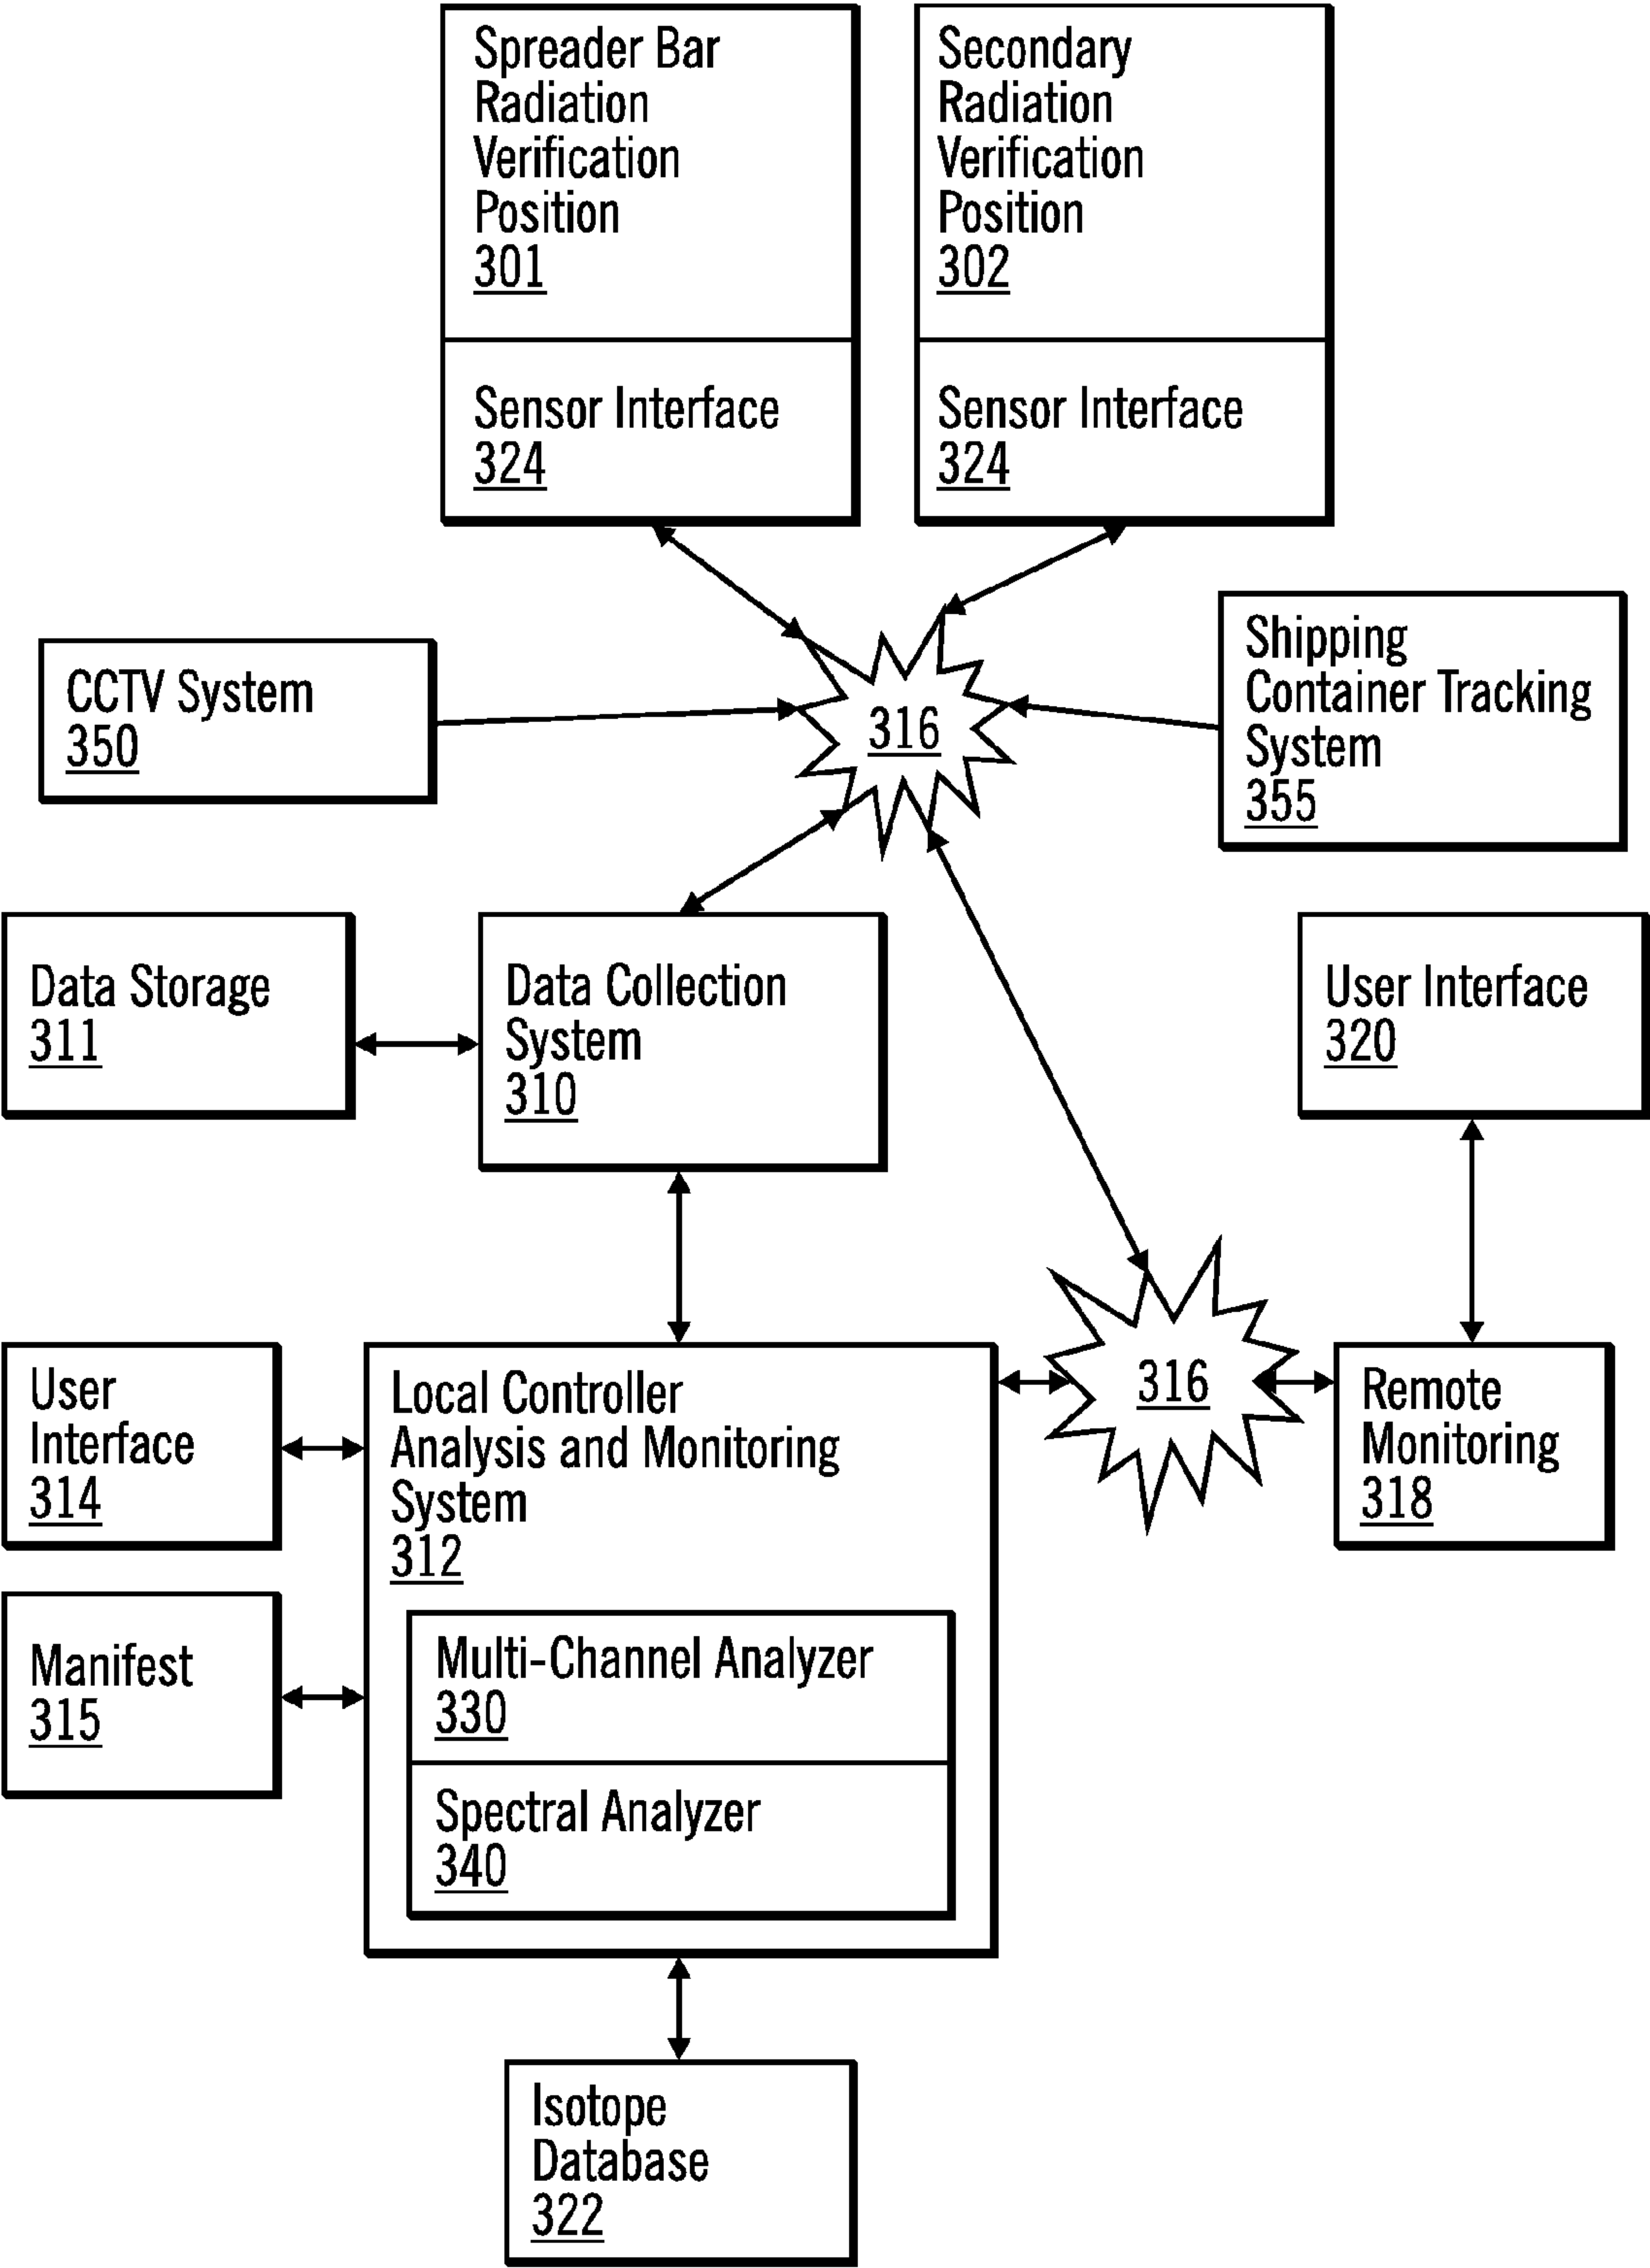 Spreader Bar
Radiation
Verification
Position
301
Sensor Interface
324
Secondary
Radiation
Verification
Position
302
Sensor Interface
324
CCTV System
350
316
Shipping
Container Tracking
System
355
Data Storage
311
Data Collection
System
310
User Interface
320
User
Interface
314
Local Controller
Analysis and Monitoring
System
312
316
Remote
Monitoring
318
Manifest
315
Multi-Channel Analyzer
330
Spectral Analyzer
340
Isotope
Database
322